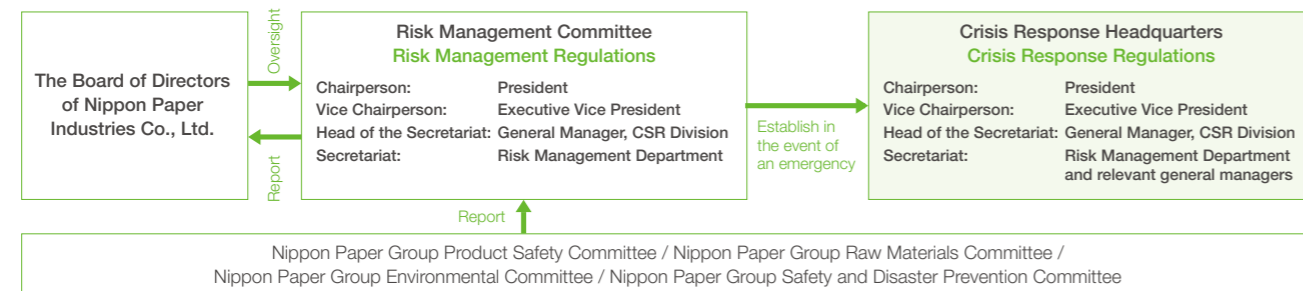 The Board of Directors
of Nippon Paper
Industries Co., Ltd.
Oversight
Report
Risk Management Committee
Risk Management Regulations
Chairperson: President
Vice Chairperson: Executive Vice President
Head of the Secretariat: General Manager, CSR Division
Secretariat: Risk Management Department
Establish in
the event of
an emergency
Crisis Response Headquarters
Crisis Response Regulations
Chairperson: President
Vice Chairperson: Executive Vice President
Head of the Secretariat: General Manager, CSR Division
Secretariat: Risk Management Department
and relevant general managers
Report
Nippon Paper Group Product Safety Committee / Nippon Paper Group Raw Materials Committee /
Nippon Paper Group Environmental Committee / Nippon Paper Group Safety and Disaster Prevention Committee